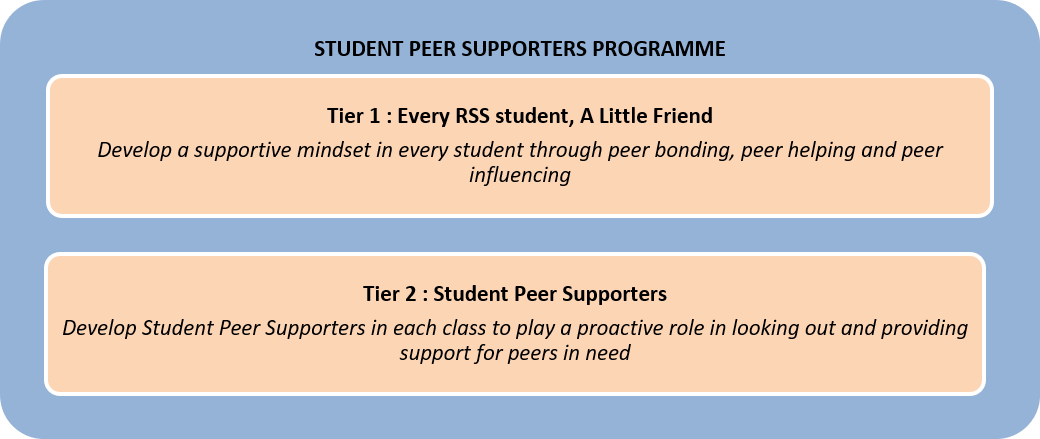 STUDENT PEER SUPPORTERS PROGRAMME
Tier 1 : Every RSS student, A Little Friend
Develop a supportive mindset in every student through peer bonding, peer helping and peer
influencing
Tier 2 : Student Peer Supporters
Develop Student Peer Supporters in each class to play a proactive role in looking out and providing
support for peers in need